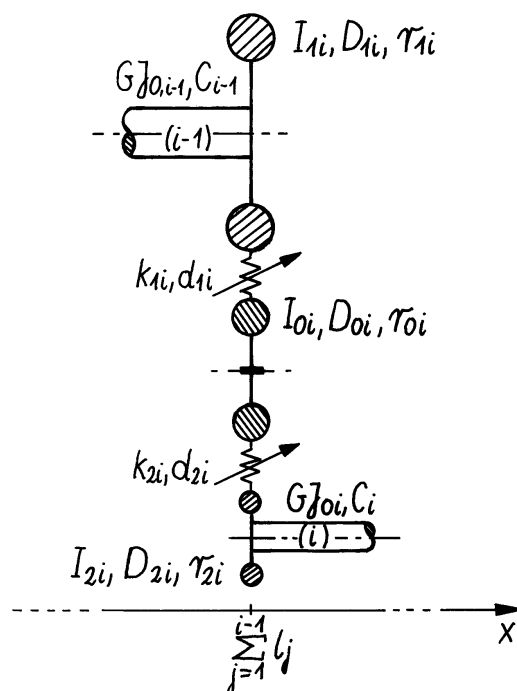 I₁ᵢ, D₁ᵢ, r₁ᵢ
GJ₀,ᵢ₋₁, Cᵢ₋₁
(i-1)
k₁ᵢ, d₁ᵢ
I₀ᵢ, D₀ᵢ, r₀ᵢ
k₂ᵢ, d₂ᵢ
GJ₀ᵢ, Cᵢ
(i)
I₂ᵢ, D₂ᵢ, r₂ᵢ
x
i-1
∑ lⱼ
j=1